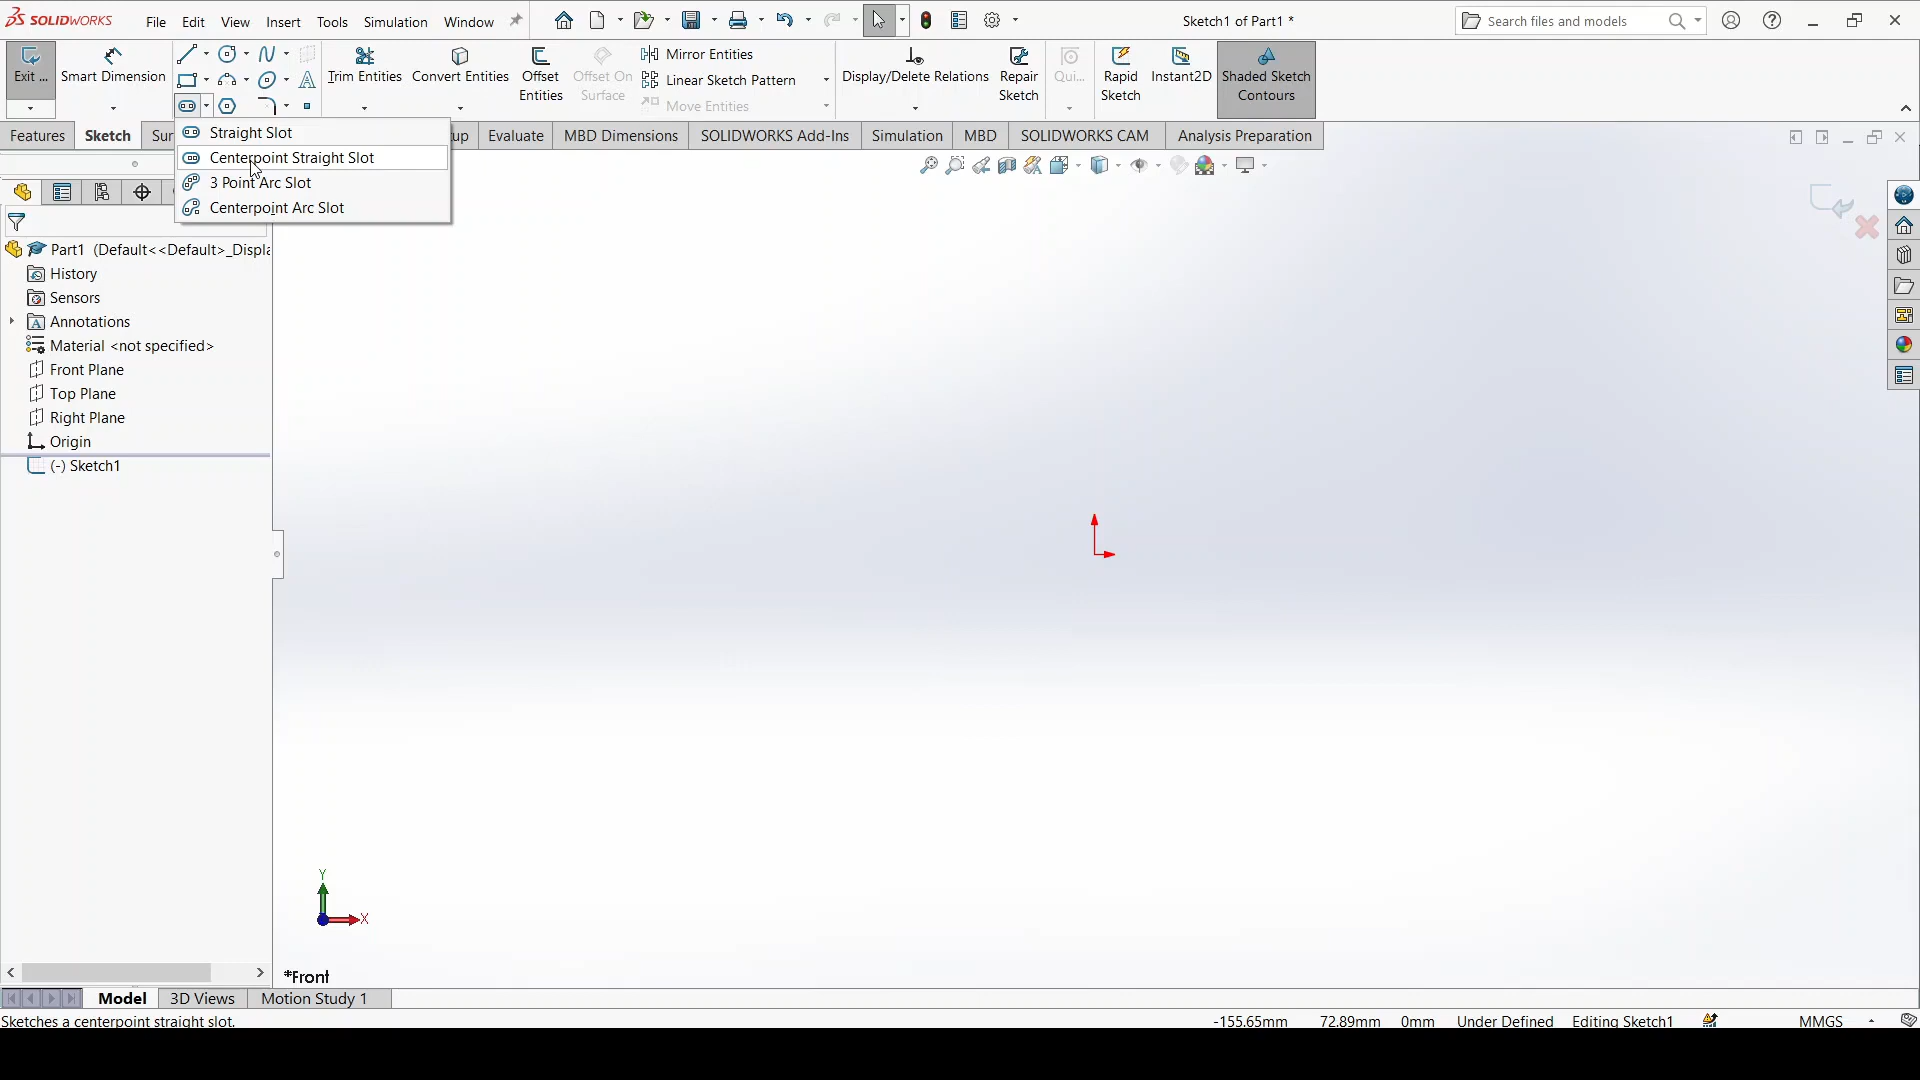 SOLIDWORKS File Edit View Insert Tools Simulation Window Sketch1 of Part1 * Search files and models
Exit ... Smart Dimension Trim Entities Convert Entities Offset Entities Offset On Surface Mirror Entities Linear Sketch Pattern Move Entities Display/Delete Relations Repair Sketch Qui... Rapid Sketch Instant2D Shaded Sketch Contours
Features Sketch Sur up Evaluate MBD Dimensions SOLIDWORKS Add-Ins Simulation MBD SOLIDWORKS CAM Analysis Preparation
Straight Slot
Centerpoint Straight Slot
3 Point Arc Slot
Centerpoint Arc Slot
Part1 (Default<<Default>_Displa
History
Sensors
Annotations
Material <not specified>
Front Plane
Top Plane
Right Plane
Origin
(-) Sketch1
Y
X
*Front
Model 3D Views Motion Study 1
Sketches a centerpoint straight slot. -155.65mm 72.89mm 0mm Under Defined Editing Sketch1 MMGS